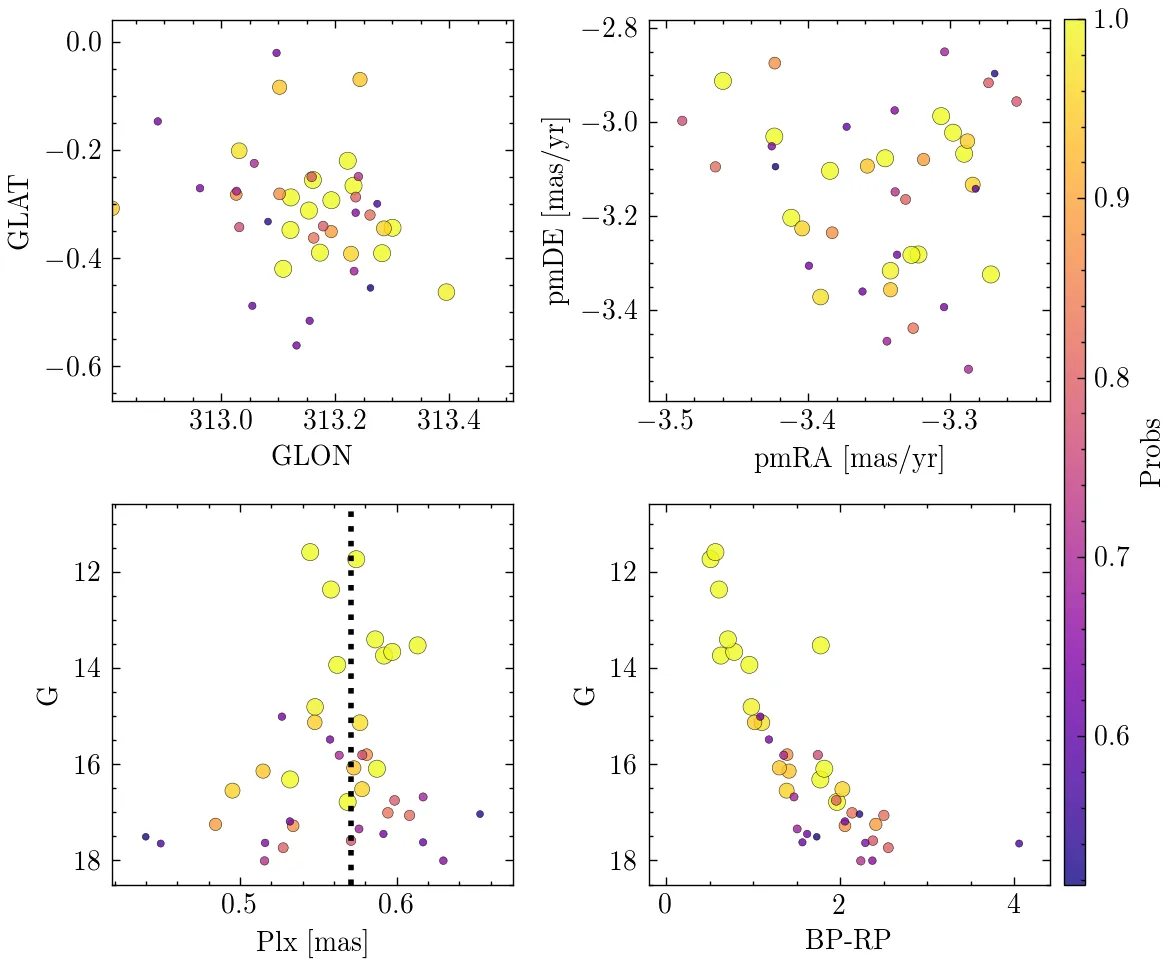 0.0
−0.2
−0.4
−0.6
GLAT
313.0 313.2 313.4
GLON
−2.8
−3.0
−3.2
−3.4
pmDE [mas/yr]
−3.5 −3.4 −3.3
pmRA [mas/yr]
12
14
16
18
G
0.5 0.6
Plx [mas]
12
14
16
18
G
0 2 4
BP-RP
1.0
0.9
0.8
0.7
0.6
Probs